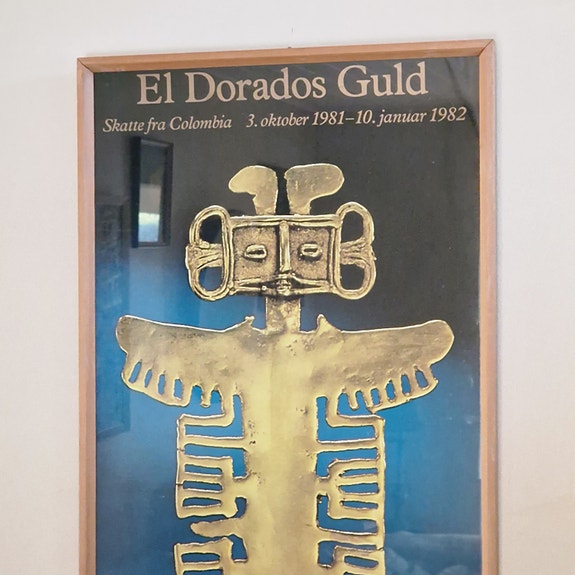 El Dorados Guld
Skatte fra Colombia 3. oktober 1981–10. januar 1982